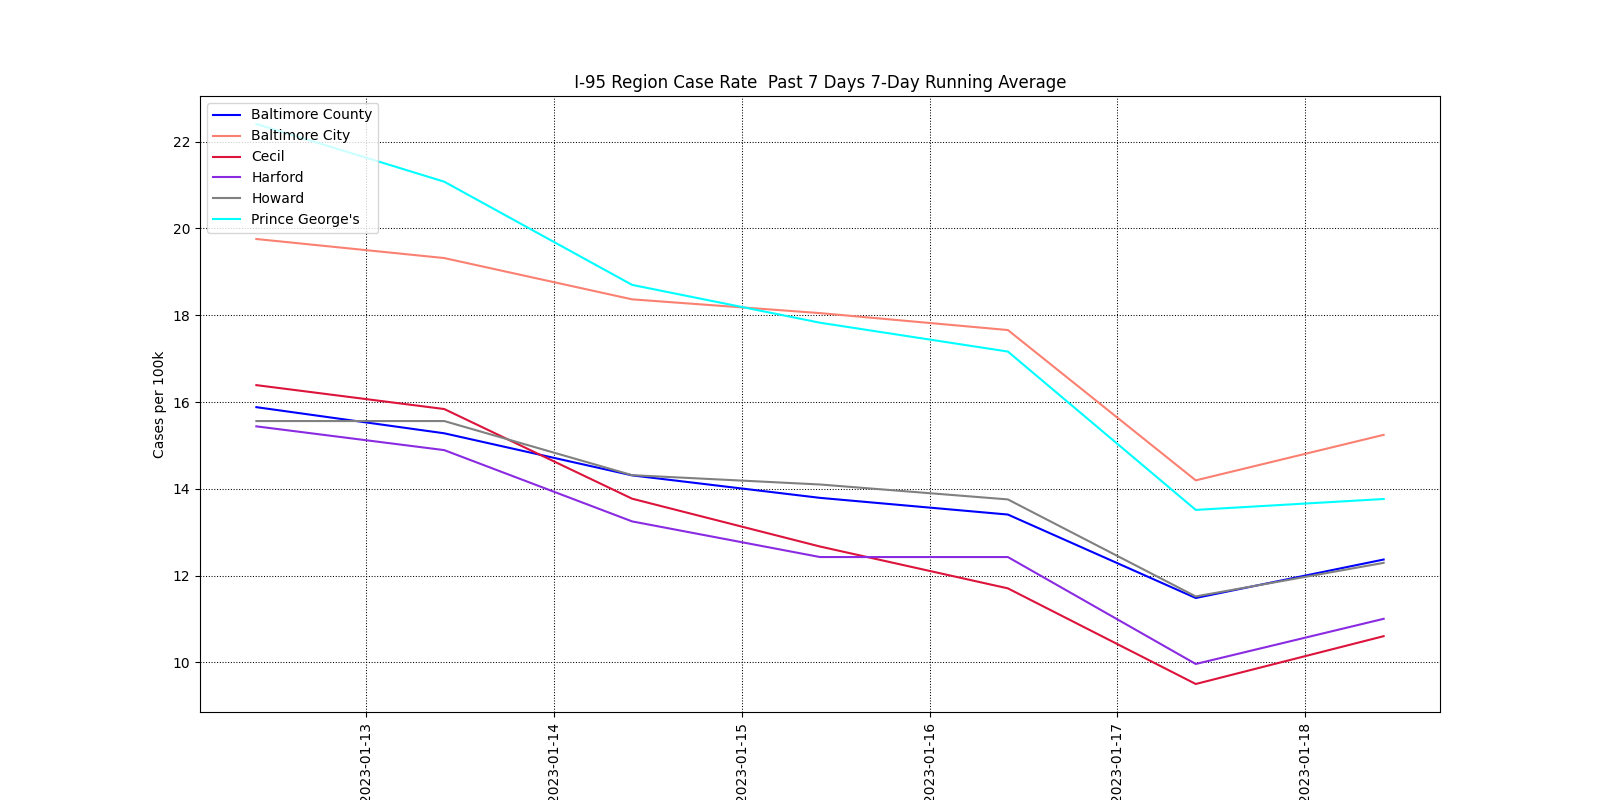 I-95 Region Case Rate  Past 7 Days 7-Day Running Average
Baltimore County
Baltimore City
Cecil
Harford
Howard
Prince George's
Cases per 100k
22
20
18
16
14
12
10
2023-01-13
2023-01-14
2023-01-15
2023-01-16
2023-01-17
2023-01-18